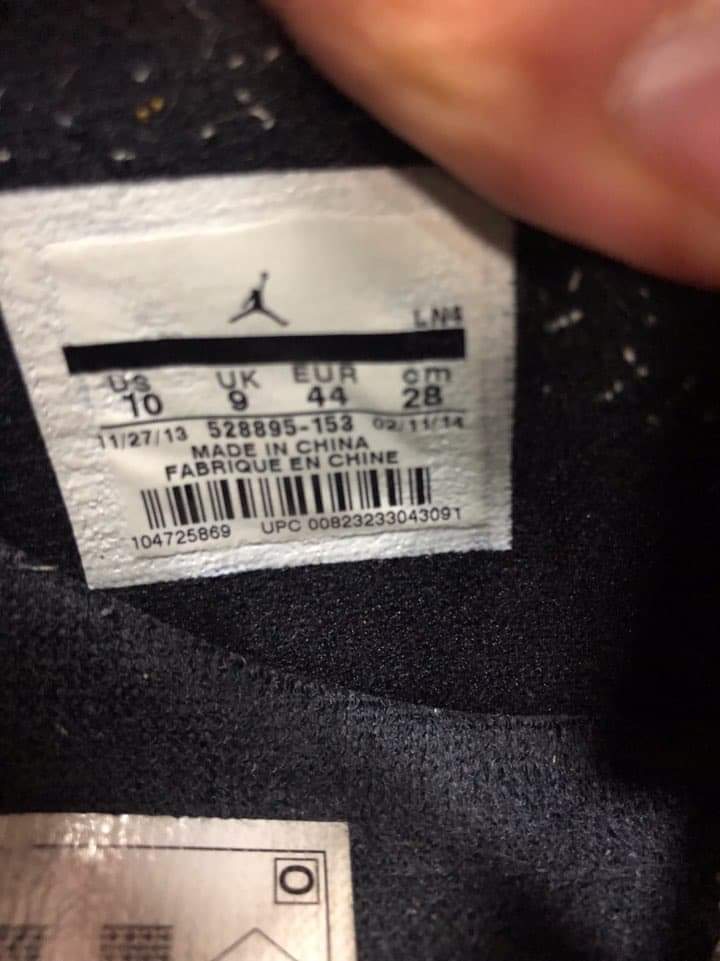 LN4
US UK EUR cm
10 9 44 28
11/27/13 528895-153 02/11/14
MADE IN CHINA
FABRIQUE EN CHINE
104725869 UPC 00823233043091
O